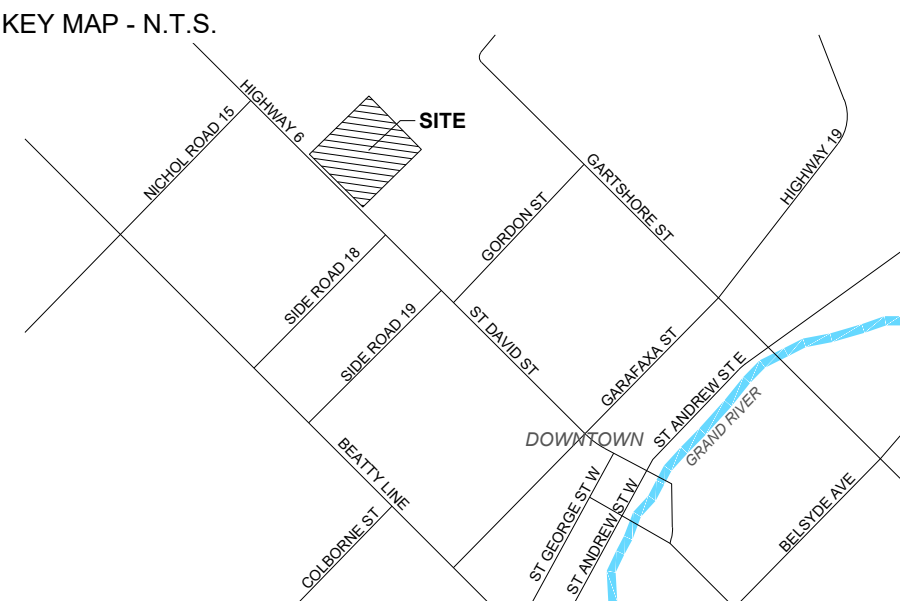 KEY MAP - N.T.S.
HIGHWAY 6
SITE
NICHOL ROAD 15
HIGHWAY 19
GARTSHORE ST
GORDON ST
SIDE ROAD 18
SIDE ROAD 19
ST DAVID ST
GARAFAXA ST
ST ANDREW ST E
GRAND RIVER
DOWNTOWN
BEATTY LINE
ST GEORGE ST W
ST ANDREW ST W
BELSYDE AVE
COLBORNE ST